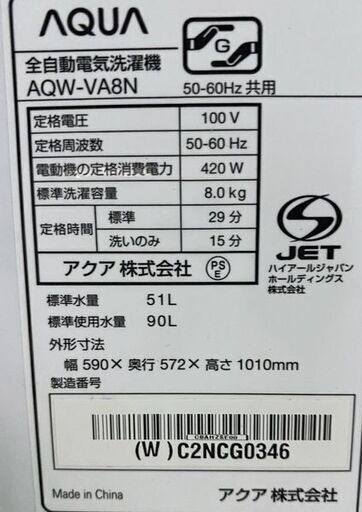 AQUA
全自動電気洗濯機
AQW-VA8N
G
50-60Hz 共用
定格電圧 100 V
定格周波数 50-60 Hz
電動機の定格消費電力 420 W
標準洗濯容量 8.0 kg
定格時間 標準 29 分
洗いのみ 15 分
アクア 株式会社
PS
E
S
JET
ハイアールジャパン
ホールディングス
株式会社
標準水量 51L
標準使用水量 90L
外形寸法
幅 590× 奥行 572× 高さ 1010mm
製造番号
C8AHZSE00
(W) C2NCG0346
Made in China
アクア 株式会社